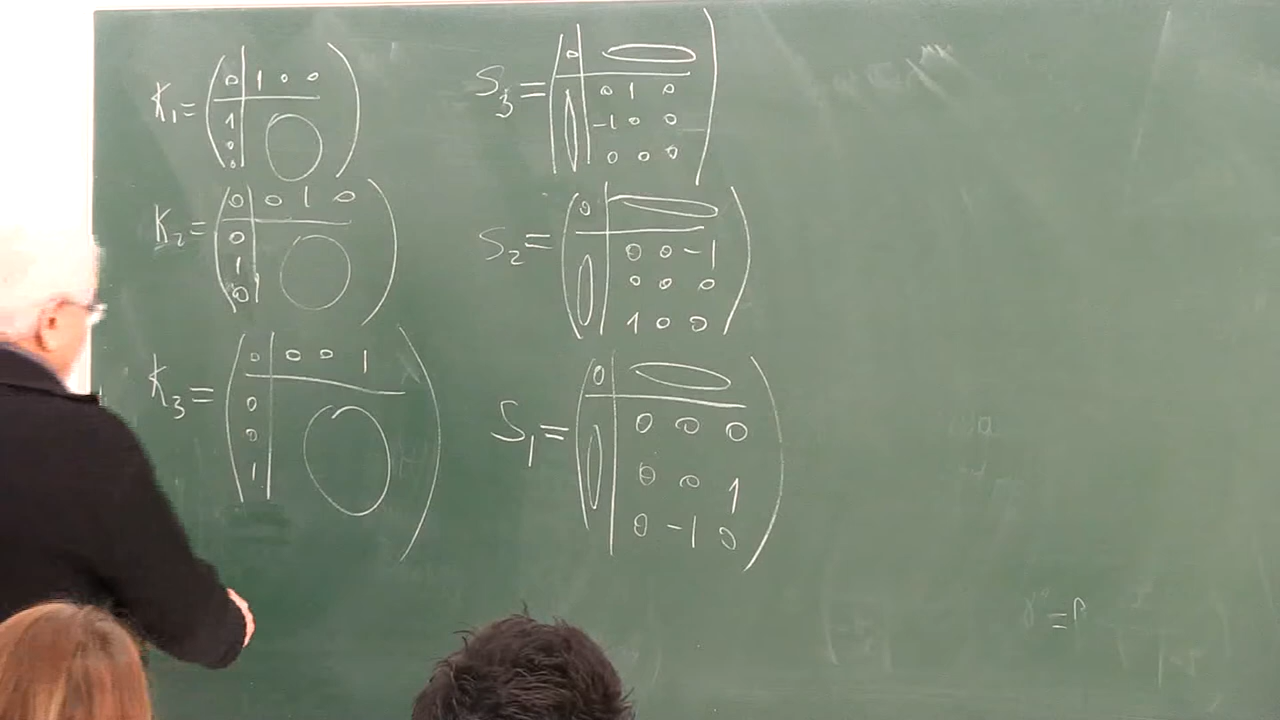 K₁ = ( 0 | 1 0 0
1
0
0 )
K₂ = ( 0 | 0 1 0
0
1
0 )
K₃ = ( 0 | 0 0 1
0
0
1 )
S₃ = ( 0 |
0 1 0
-1 0 0
0 0 0 )
S₂ = ( 0 |
0 0 -1
0 0 0
1 0 0 )
S₁ = ( 0 |
0 0 0
0 0 1
0 -1 0 )